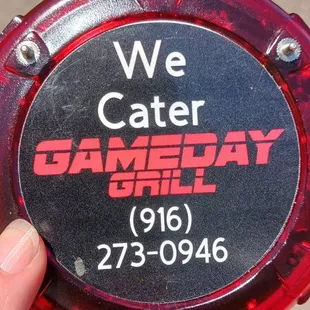 We
Cater
GAMEDAY
GRILL
(916)
273-0946